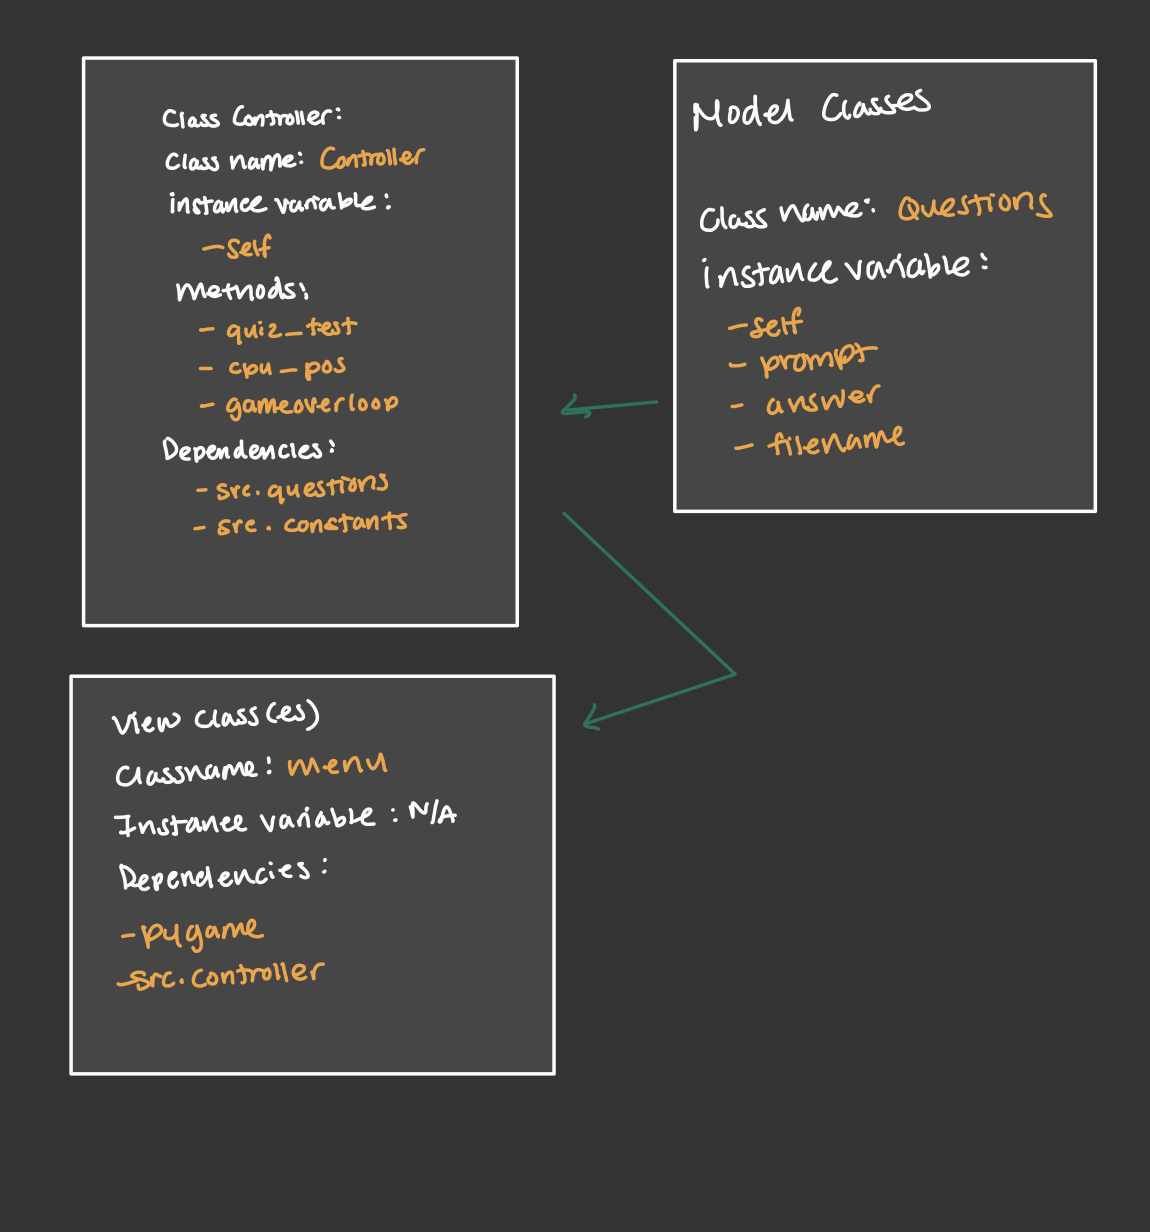 Class Controller:
Class name: Controller
instance variable:
- self
Methods:
- quiz_test
- cpu_pos
- gameoverloop
Dependencies:
- src.questions
- src.constants
Model Classes
Class name: Questions
instance variable:
- self
- prompt
- answer
- filename
View Class(es)
Classname: menu
Instance variable: N/A
Dependencies:
- pygame
- src.controller